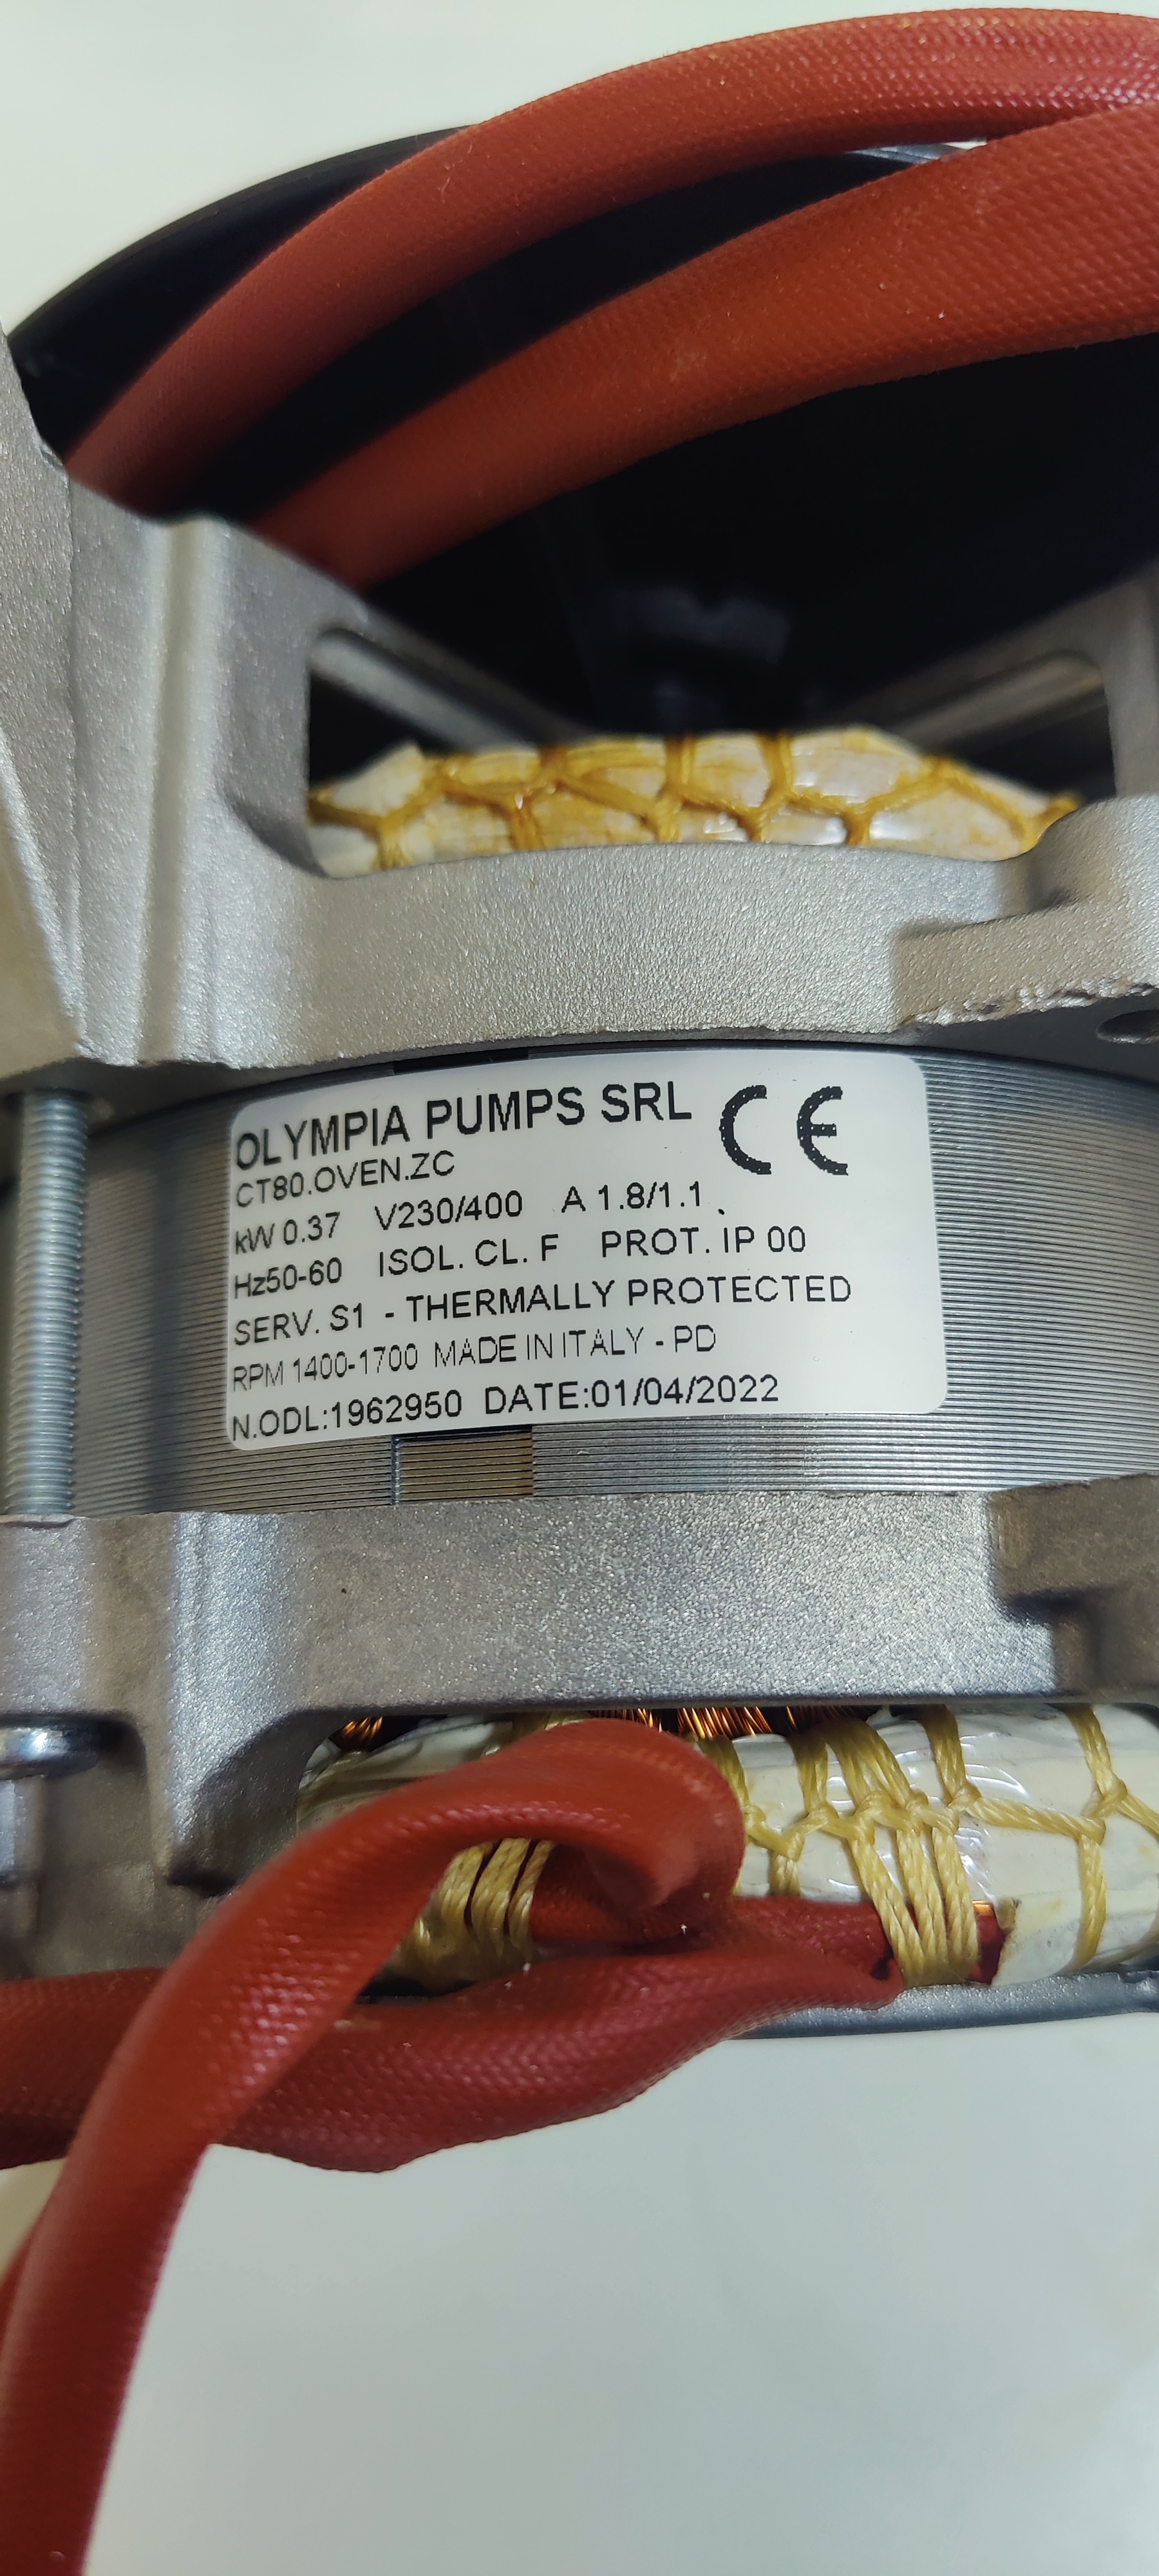 OLYMPIA PUMPS SRL CE
CT80.OVEN.ZC
kW 0.37 V230/400 A 1.8/1.1
Hz50-60 ISOL. CL. F PROT. IP 00
SERV. S1 - THERMALLY PROTECTED
RPM 1400-1700 MADE IN ITALY - PD
N.ODL:1962950 DATE:01/04/2022